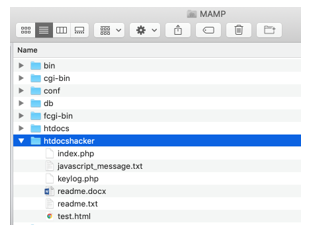 MAMP
Name
bin
cgi-bin
conf
db
fcgi-bin
htdocs
htdocshacker
index.php
javascript_message.txt
keylog.php
readme.docx
readme.txt
test.html